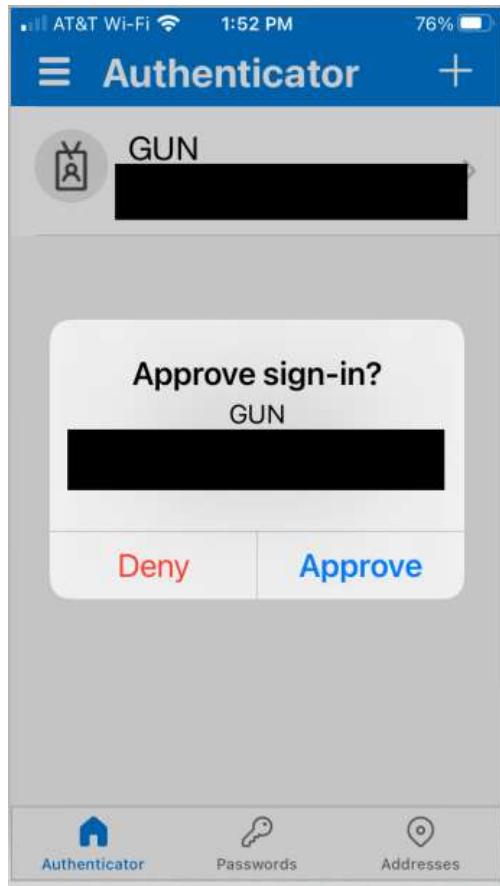 AT&T Wi-Fi 1:52 PM 76%
Authenticator
GUN
Approve sign-in?
GUN
Deny Approve
Authenticator Passwords Addresses